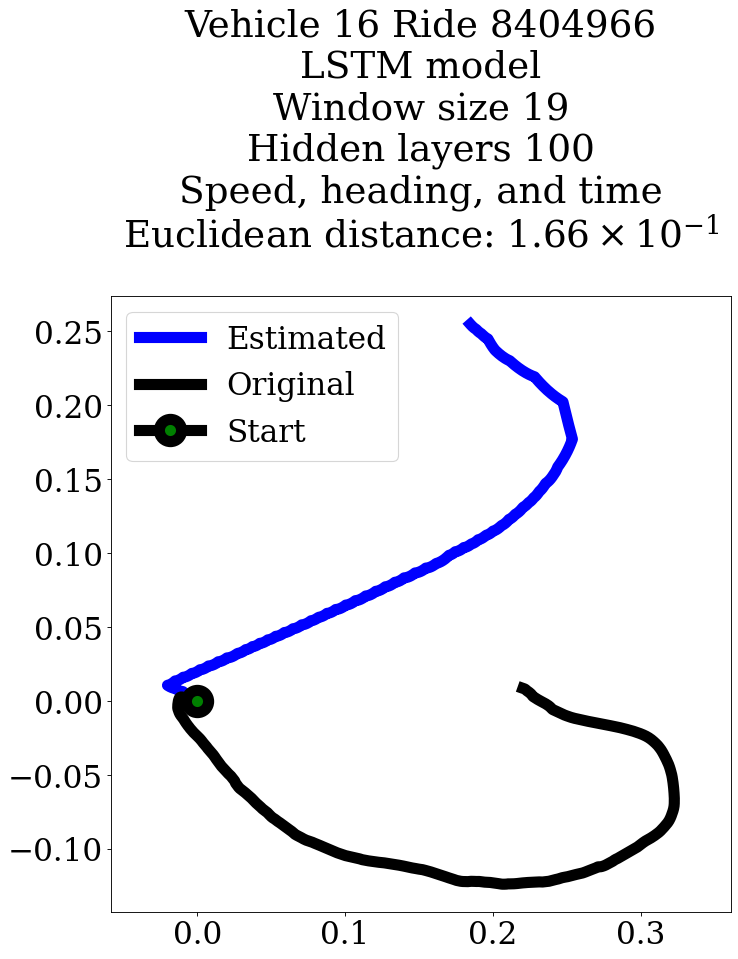 Vehicle 16 Ride 8404966
LSTM model
Window size 19
Hidden layers 100
Speed, heading, and time
Euclidean distance: 1.66 × 10⁻¹
Estimated
Original
Start
0.25
0.20
0.15
0.10
0.05
0.00
−0.05
−0.10
0.0 0.1 0.2 0.3